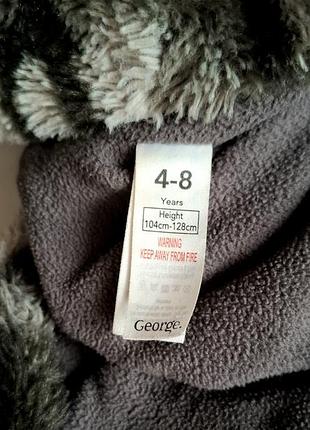 4-8
Years
Height
104cm-128cm
WARNING
KEEP AWAY FROM FIRE
George.